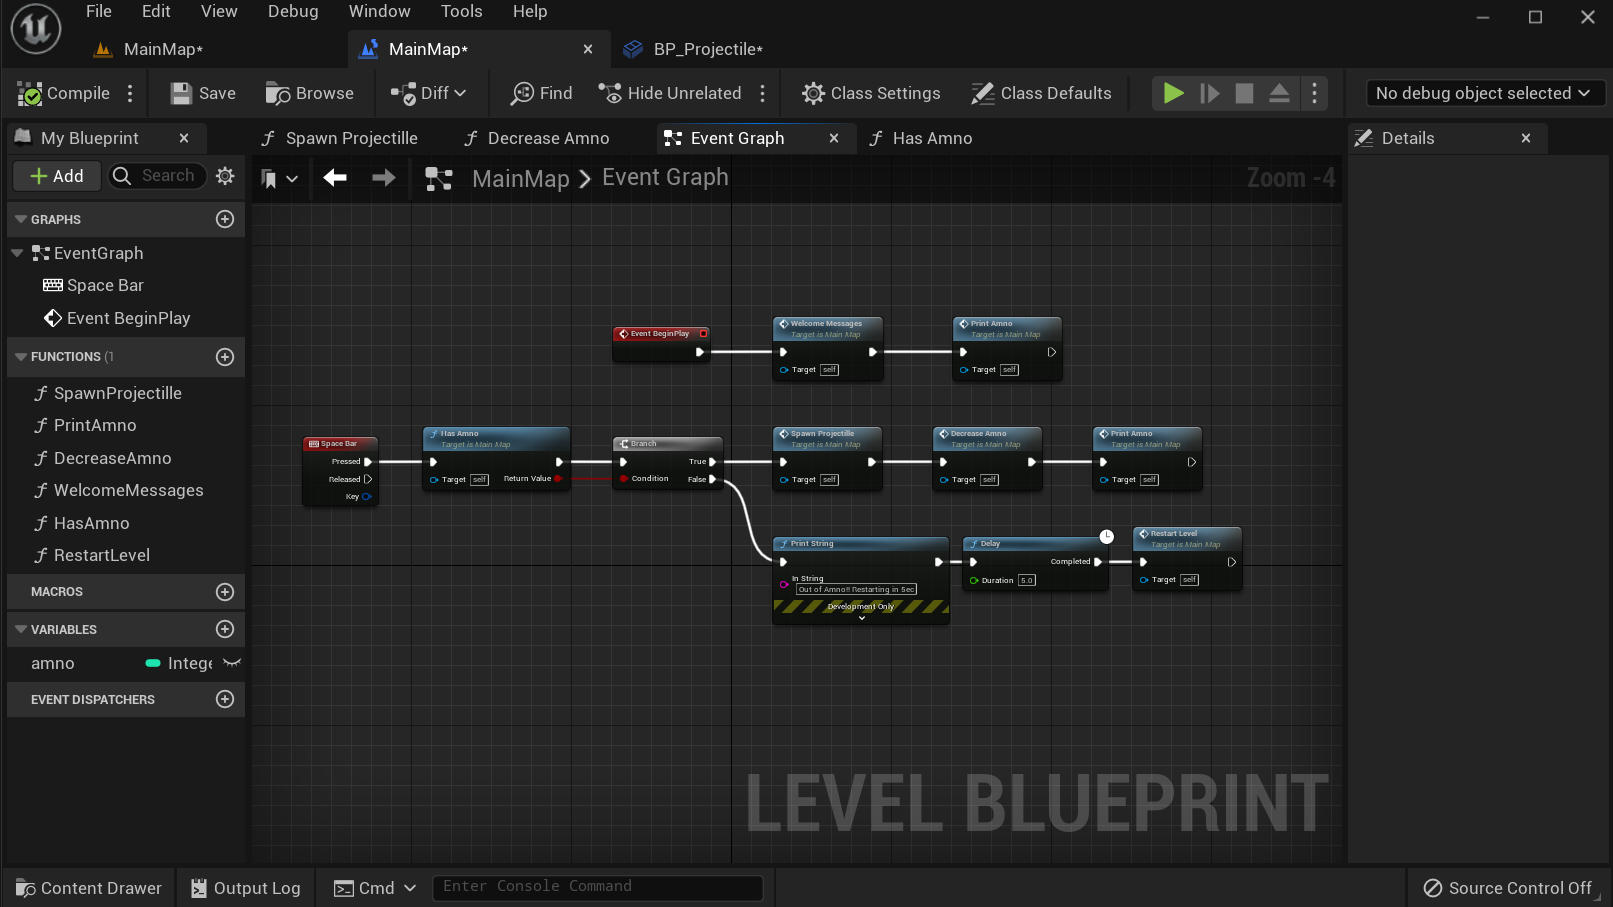 File Edit View Debug Window Tools Help
MainMap* MainMap* BP_Projectile*
Compile Save Browse Diff Find Hide Unrelated Class Settings Class Defaults No debug object selected
My Blueprint Spawn Projectille Decrease Amno Event Graph Has Amno Details
Add Search MainMap Event Graph Zoom -4
GRAPHS
EventGraph
Space Bar
Event BeginPlay
FUNCTIONS (1
SpawnProjectille
PrintAmno
DecreaseAmno
WelcomeMessages
HasAmno
RestartLevel
MACROS
VARIABLES
amno Intege
EVENT DISPATCHERS
Event BeginPlay
Welcome Messages
Target is Main Map
Target self
Print Amno
Target is Main Map
Target self
Space Bar
Pressed
Released
Key
Has Amno
Target is Main Map
Target self Return Value
Branch
True
Condition False
Spawn Projectille
Target is Main Map
Target self
Decrease Amno
Target is Main Map
Target self
Print Amno
Target is Main Map
Target self
Print String
In String
Out of Amno!! Restarting in 5ec
Development Only
Delay
Completed
Duration 5.0
Restart Level
Target is Main Map
Target self
LEVEL BLUEPRINT
Content Drawer Output Log Cmd Enter Console Command Source Control Off